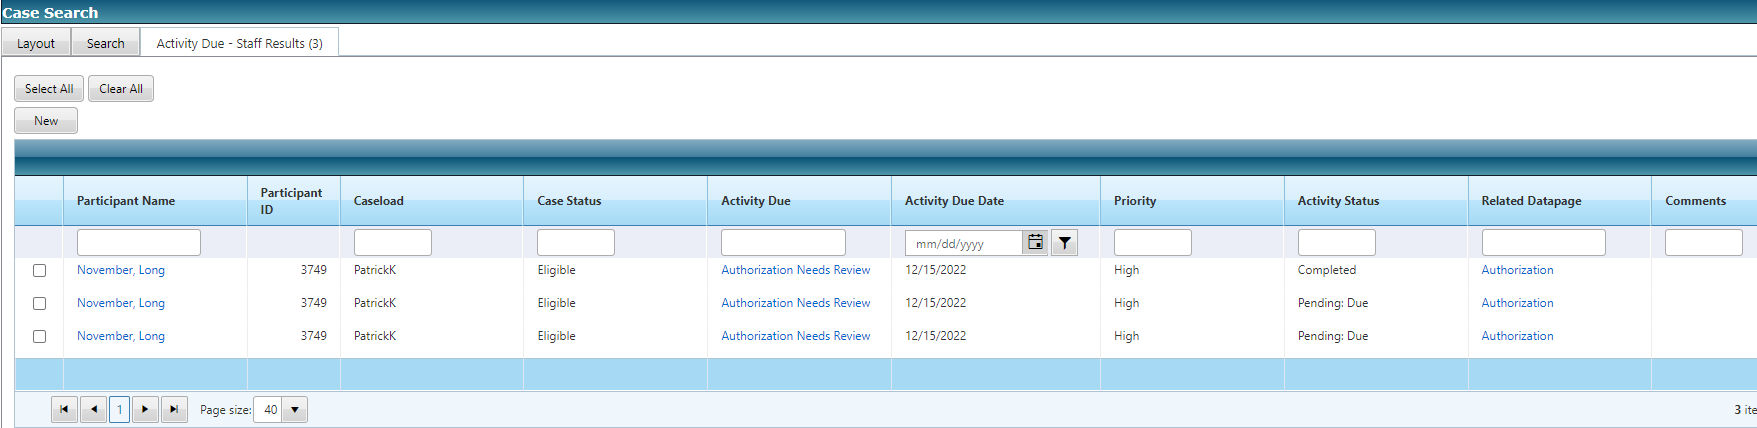 Case Search
Layout Search Activity Due - Staff Results (3)
Select All Clear All
New
Participant Name Participant ID Caseload Case Status Activity Due Activity Due Date Priority Activity Status Related Datapage Comments
mm/dd/yyyy
November, Long 3749 PatrickK Eligible Authorization Needs Review 12/15/2022 High Completed Authorization
November, Long 3749 PatrickK Eligible Authorization Needs Review 12/15/2022 High Pending: Due Authorization
November, Long 3749 PatrickK Eligible Authorization Needs Review 12/15/2022 High Pending: Due Authorization
1 Page size: 40 3 ite